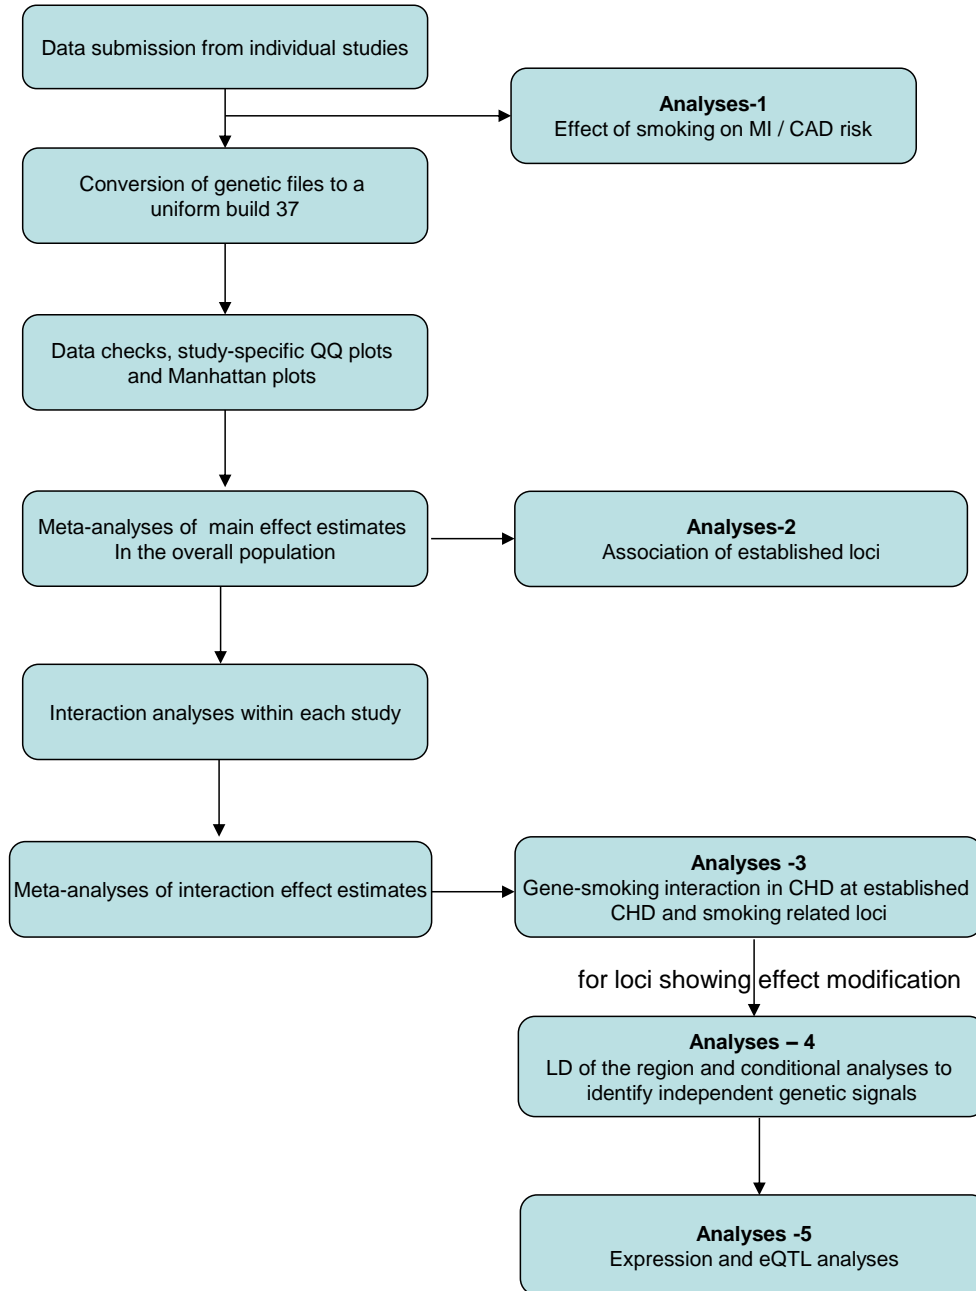 Data submission from individual studies
Analyses-1
Effect of smoking on MI / CAD risk
Conversion of genetic files to a
uniform build 37
Data checks, study-specific QQ plots
and Manhattan plots
Meta-analyses of  main effect estimates
In the overall population
Analyses-2
Association of established loci
Interaction analyses within each study
Meta-analyses of interaction effect estimates
Analyses -3
Gene-smoking interaction in CHD at established
CHD and smoking related loci
for loci showing effect modification
Analyses – 4
LD of the region and conditional analyses to
identify independent genetic signals
Analyses -5
Expression and eQTL analyses